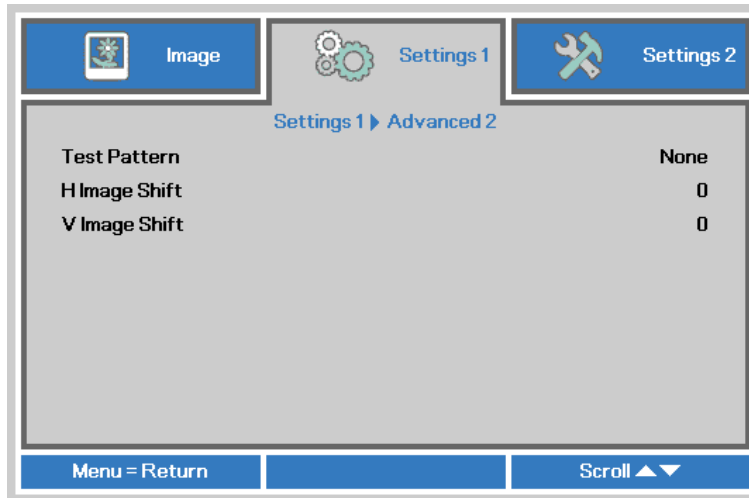 Image
Settings 1
Settings 2
Settings 1 ▶ Advanced 2
Test Pattern None
H Image Shift 0
V Image Shift 0
Menu = Return
Scroll ▲▼